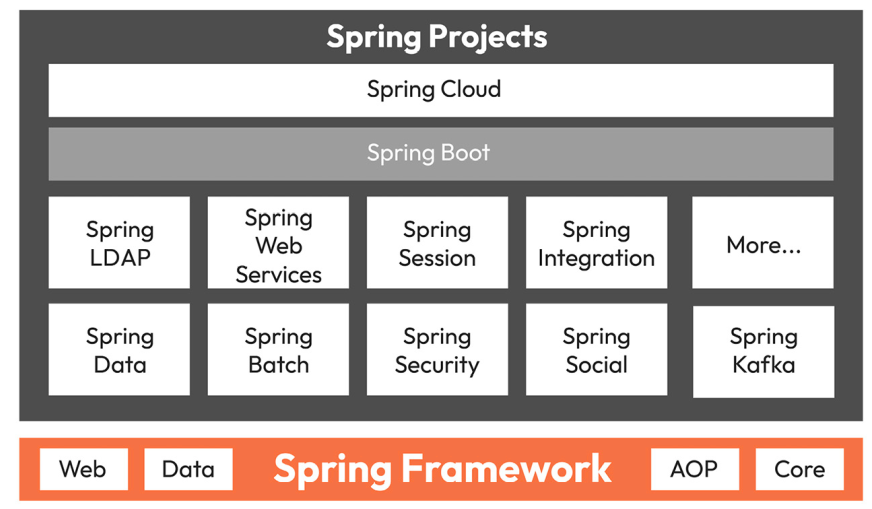 Spring Projects
Spring Cloud
Spring Boot
Spring
LDAP
Spring
Web
Services
Spring
Session
Spring
Integration
More...
Spring
Data
Spring
Batch
Spring
Security
Spring
Social
Spring
Kafka
Web
Data
Spring Framework
AOP
Core